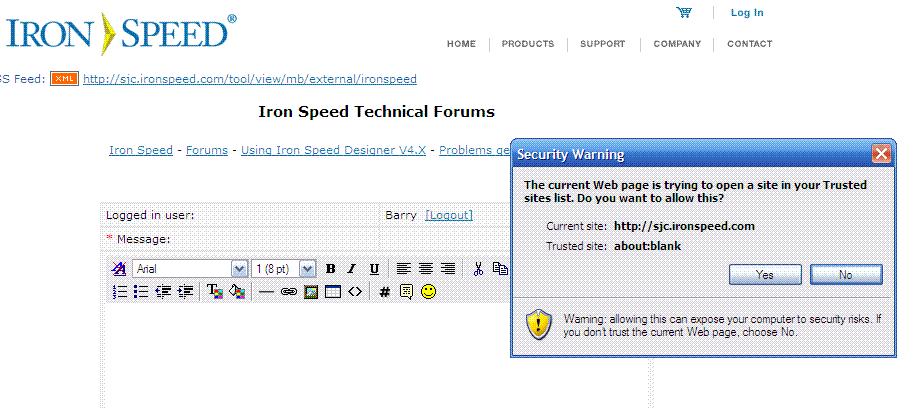 IRON SPEED®
Log In
HOME PRODUCTS SUPPORT COMPANY CONTACT
SS Feed: XML http://sjc.ironspeed.com/tool/view/mb/external/ironspeed
Iron Speed Technical Forums
Iron Speed - Forums - Using Iron Speed Designer V4.X - Problems ge
Security Warning
The current Web page is trying to open a site in your Trusted
sites list. Do you want to allow this?
Current site: http://sjc.ironspeed.com
Trusted site: about:blank
Yes No
Warning: allowing this can expose your computer to security risks. If
you don't trust the current Web page, choose No.
Logged in user: Barry [Logout]
* Message:
Arial 1 (8 pt) B I U
#